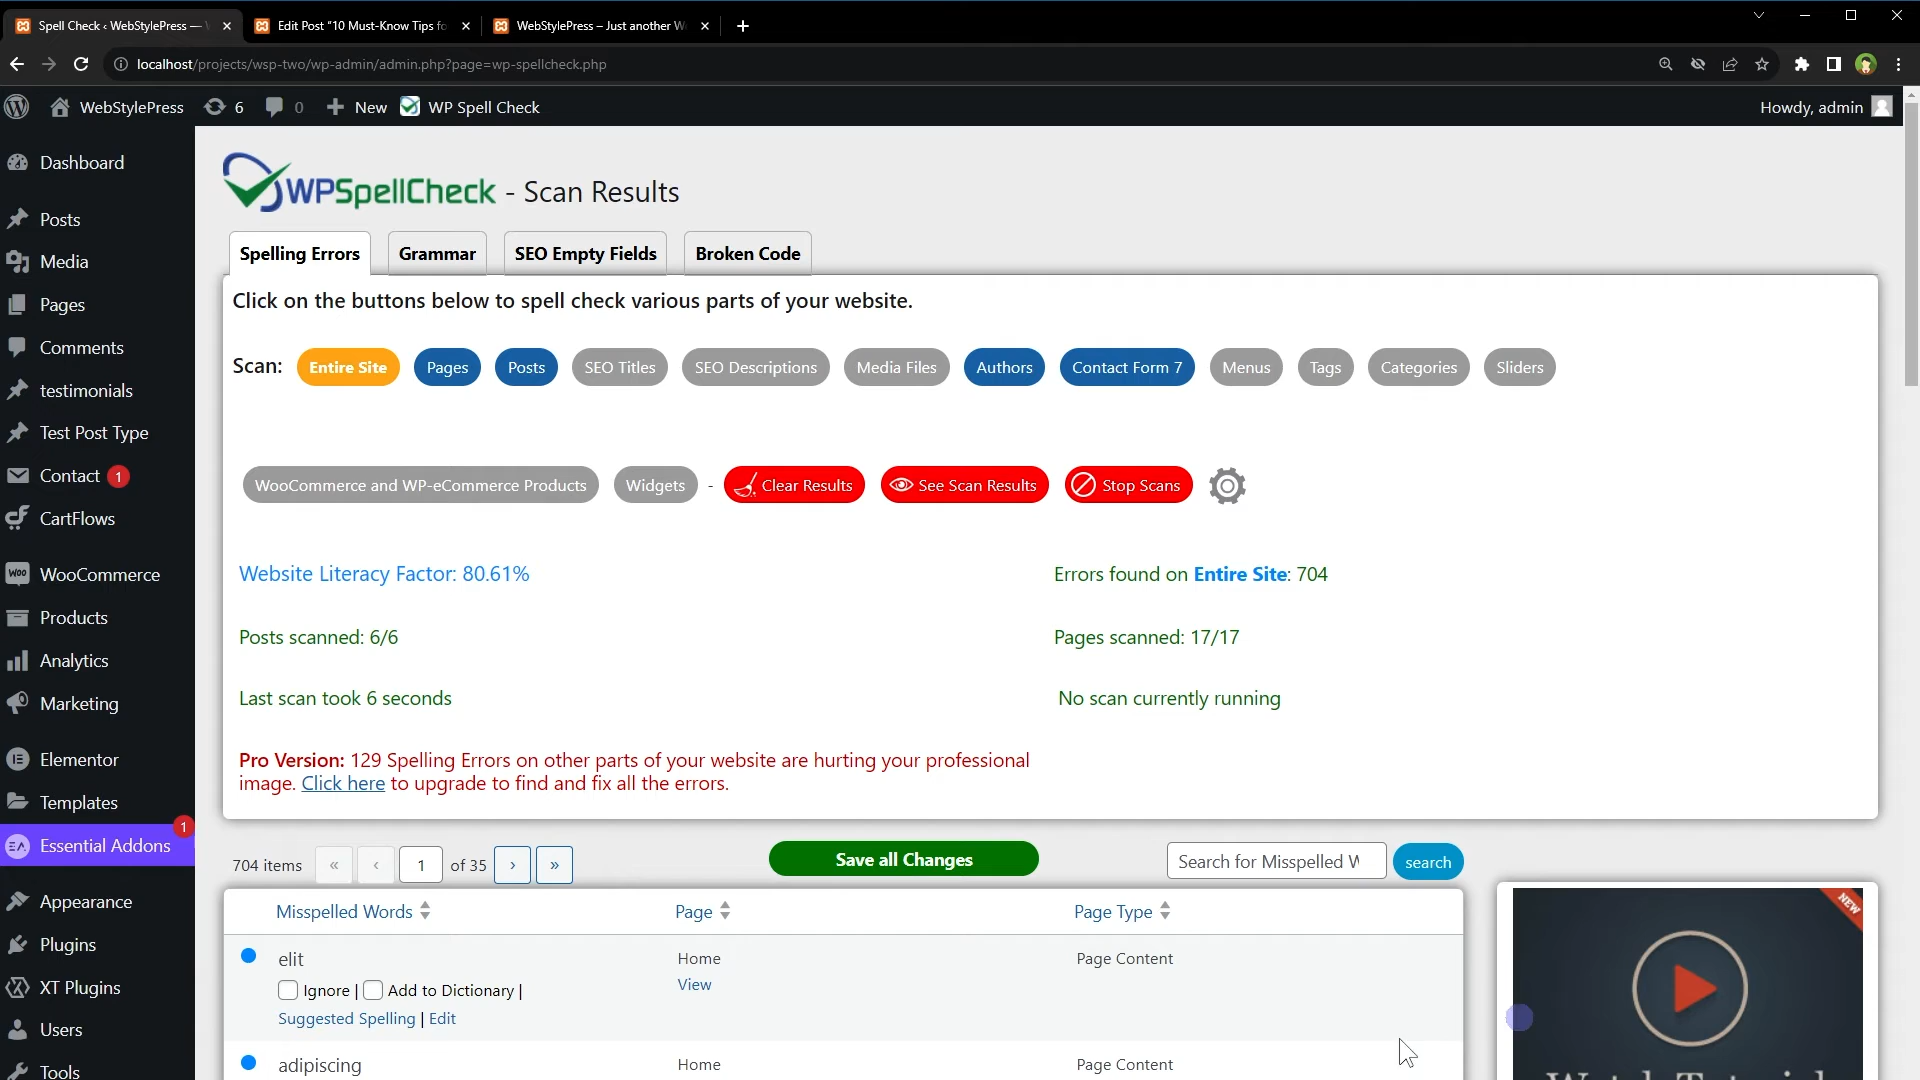 Spell Check ‹ WebStylePress —
Edit Post "10 Must-Know Tips fo
WebStylePress – Just another W
localhost/projects/wsp-two/wp-admin/admin.php?page=wp-spellcheck.php
WebStylePress 6 0 New WP Spell Check
Howdy, admin
Dashboard
Posts
Media
Pages
Comments
testimonials
Test Post Type
Contact 1
CartFlows
WooCommerce
Products
Analytics
Marketing
Elementor
Templates
Essential Addons 1
Appearance
Plugins
XT Plugins
Users
Tools
WPSpellCheck - Scan Results
Spelling Errors
Grammar
SEO Empty Fields
Broken Code
Click on the buttons below to spell check various parts of your website.
Scan: Entire Site Pages Posts SEO Titles SEO Descriptions Media Files Authors Contact Form 7 Menus Tags Categories Sliders
WooCommerce and WP-eCommerce Products Widgets - Clear Results See Scan Results Stop Scans
Website Literacy Factor: 80.61%
Errors found on Entire Site: 704
Posts scanned: 6/6
Pages scanned: 17/17
Last scan took 6 seconds
No scan currently running
Pro Version: 129 Spelling Errors on other parts of your website are hurting your professional
image. Click here to upgrade to find and fix all the errors.
704 items « ‹ 1 of 35 › »
Save all Changes
Search for Misspelled W search
Misspelled Words Page Page Type
elit Home Page Content
Ignore | Add to Dictionary | View
Suggested Spelling | Edit
adipiscing Home Page Content
NEW
Watch Tutorial